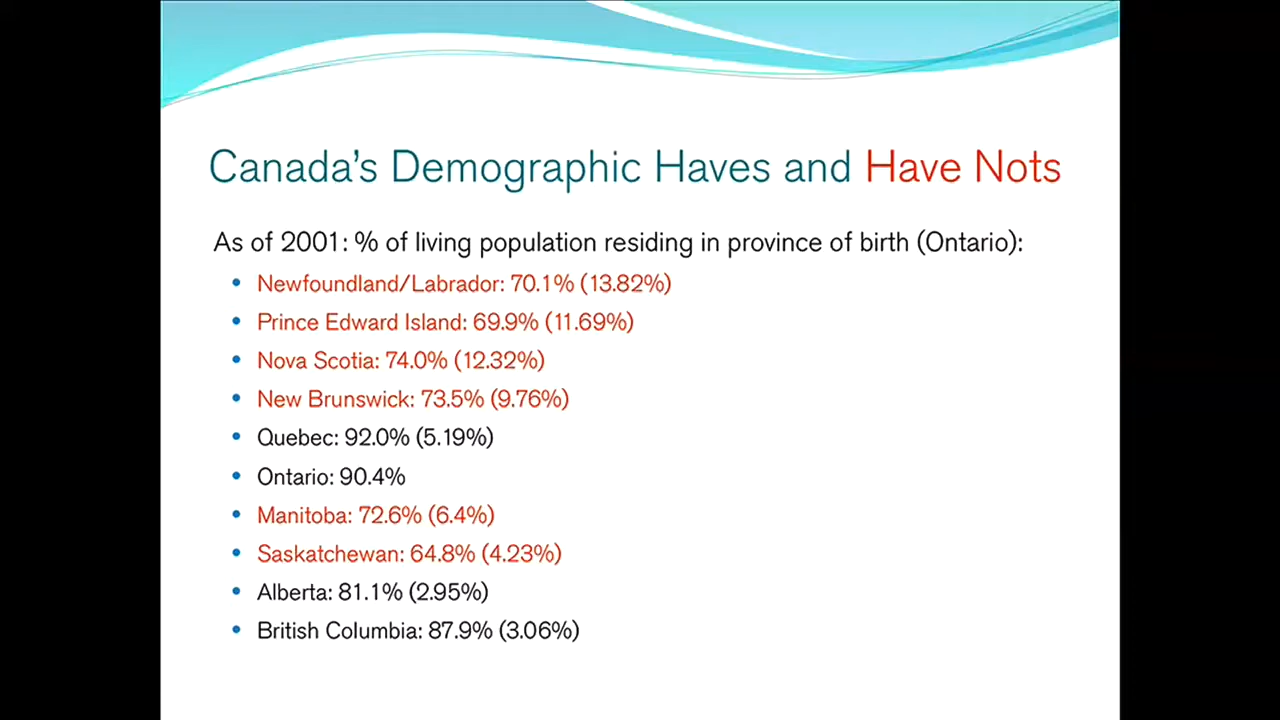 Canada's Demographic Haves and Have Nots
As of 2001: % of living population residing in province of birth (Ontario):
• Newfoundland/Labrador: 70.1% (13.82%)
• Prince Edward Island: 69.9% (11.69%)
• Nova Scotia: 74.0% (12.32%)
• New Brunswick: 73.5% (9.76%)
• Quebec: 92.0% (5.19%)
• Ontario: 90.4%
• Manitoba: 72.6% (6.4%)
• Saskatchewan: 64.8% (4.23%)
• Alberta: 81.1% (2.95%)
• British Columbia: 87.9% (3.06%)